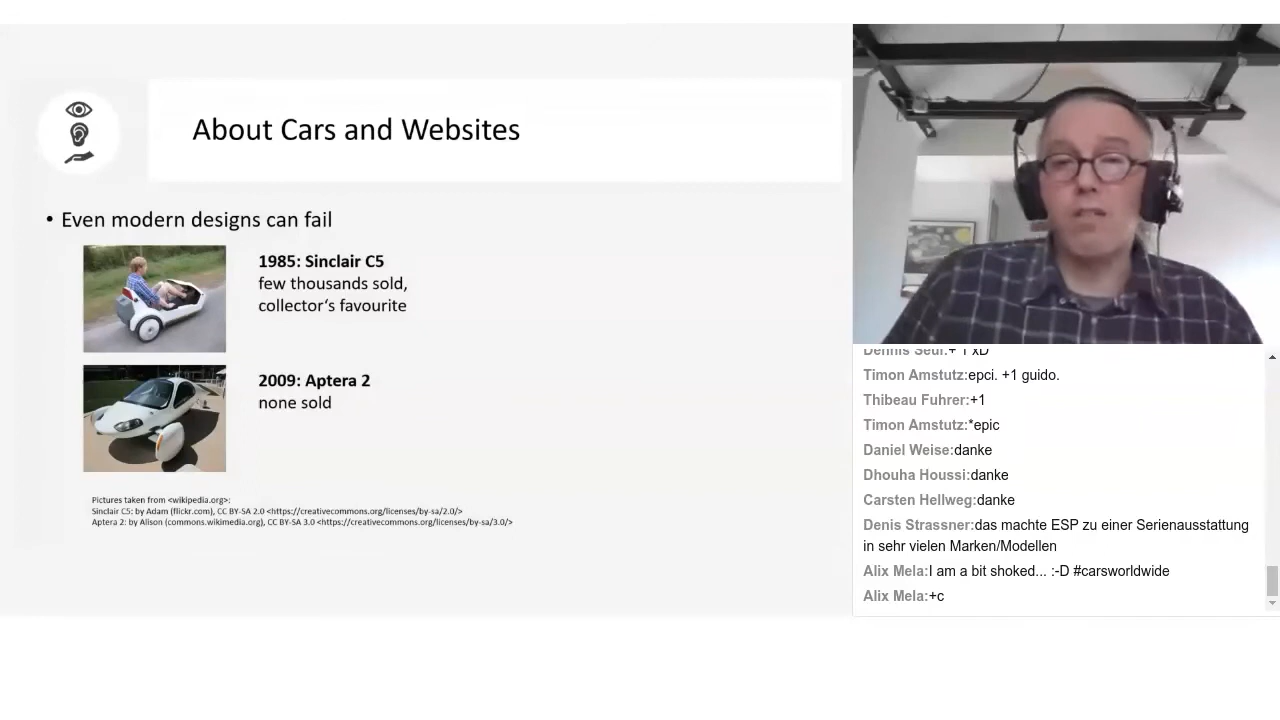 About Cars and Websites
• Even modern designs can fail
1985: Sinclair C5
few thousands sold,
collector's favourite
2009: Aptera 2
none sold
Pictures taken from <wikipedia.org>:
Sinclair C5: by Adam (flickr.com), CC BY-SA 2.0 <https://creativecommons.org/licenses/by-sa/2.0/>
Aptera 2: by Alison (commons.wikimedia.org), CC BY-SA 3.0 <https://creativecommons.org/licenses/by-sa/3.0/>
Dennis Seur:+ 1 xD
Timon Amstutz:epci. +1 guido.
Thibeau Fuhrer:+1
Timon Amstutz:*epic
Daniel Weise:danke
Dhouha Houssi:danke
Carsten Hellweg:danke
Denis Strassner:das machte ESP zu einer Serienausstattung
in sehr vielen Marken/Modellen
Alix Mela:I am a bit shoked... :-D #carsworldwide
Alix Mela:+c